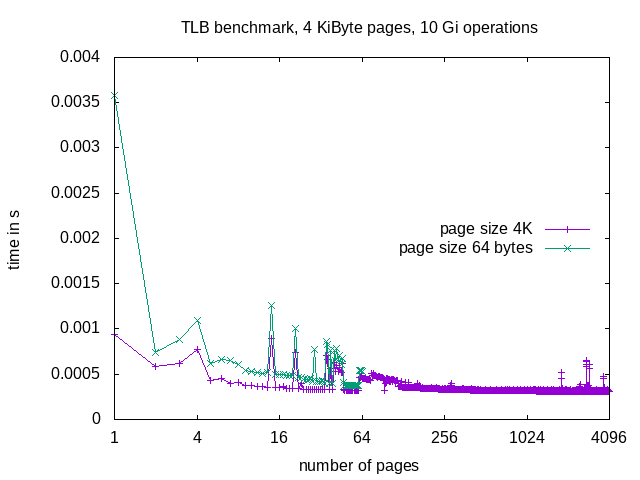 TLB benchmark, 4 KiByte pages, 10 Gi operations
0.004
0.0035
0.003
0.0025
0.002
0.0015
0.001
0.0005
0
time in s
page size 4K
page size 64 bytes
1 4 16 64 256 1024 4096
number of pages